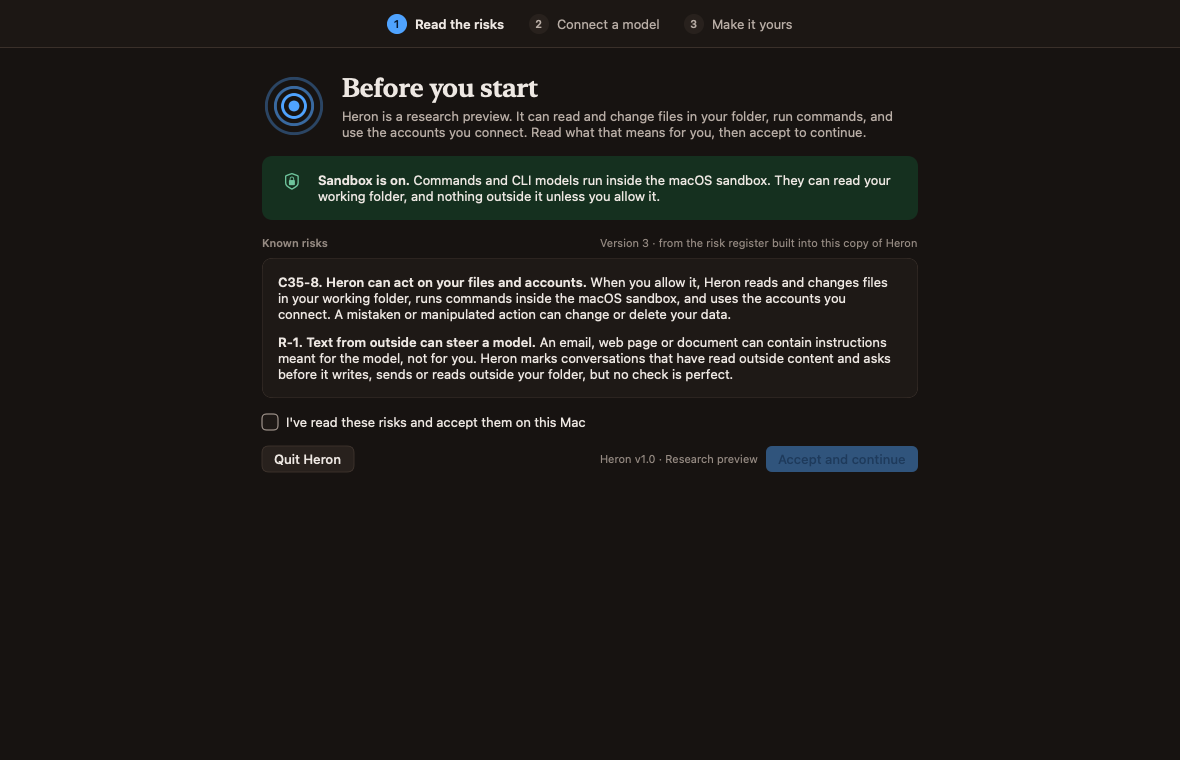 1 Read the risks 2 Connect a model 3 Make it yours
Before you start
Heron is a research preview. It can read and change files in your folder, run commands, and
use the accounts you connect. Read what that means for you, then accept to continue.
Sandbox is on. Commands and CLI models run inside the macOS sandbox. They can read your
working folder, and nothing outside it unless you allow it.
Known risks Version 3 · from the risk register built into this copy of Heron
C35-8. Heron can act on your files and accounts. When you allow it, Heron reads and changes files
in your working folder, runs commands inside the macOS sandbox, and uses the accounts you
connect. A mistaken or manipulated action can change or delete your data.
R-1. Text from outside can steer a model. An email, web page or document can contain instructions
meant for the model, not for you. Heron marks conversations that have read outside content and asks
before it writes, sends or reads outside your folder, but no check is perfect.
I've read these risks and accept them on this Mac
Quit Heron Heron v1.0 · Research preview Accept and continue